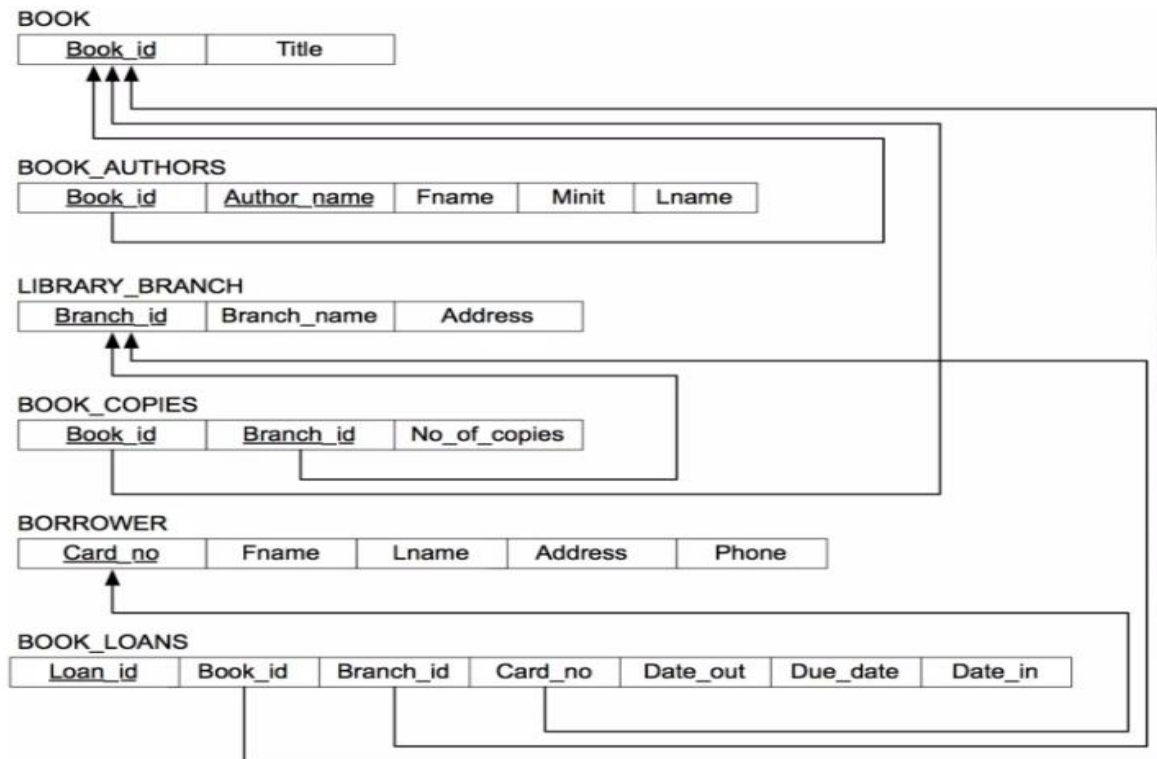 BOOK
Book_id Title
BOOK_AUTHORS
Book_id Author_name Fname Minit Lname
LIBRARY_BRANCH
Branch_id Branch_name Address
BOOK_COPIES
Book_id Branch_id No_of_copies
BORROWER
Card_no Fname Lname Address Phone
BOOK_LOANS
Loan_id Book_id Branch_id Card_no Date_out Due_date Date_in